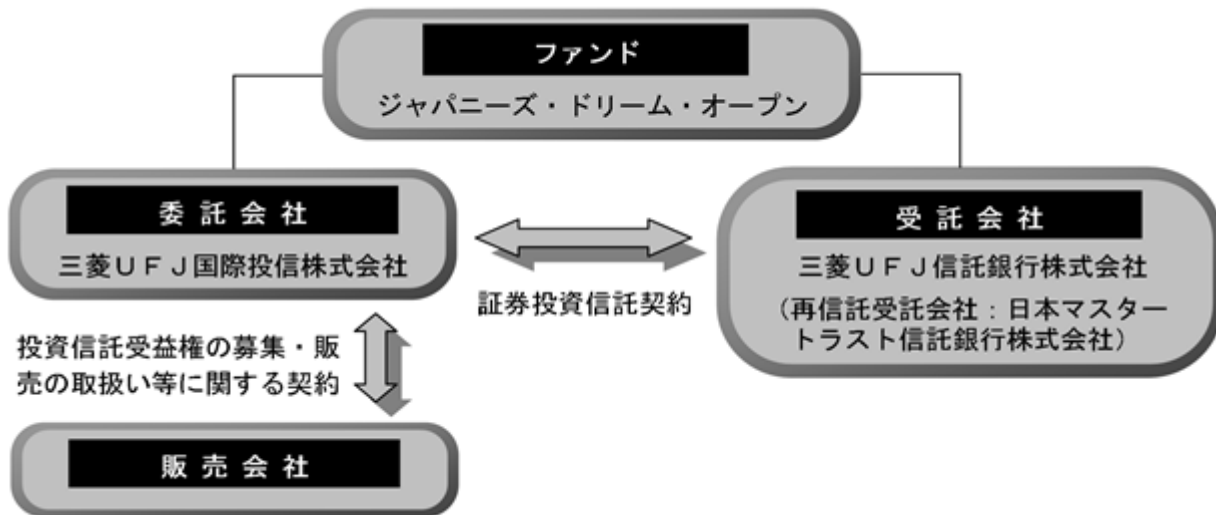 ファンド
ジャパニーズ・ドリーム・オープン
委託会社
三菱ＵＦＪ国際投信株式会社
証券投資信託契約
受託会社
三菱ＵＦＪ信託銀行株式会社
（再信託受託会社：日本マスター
トラスト信託銀行株式会社）
投資信託受益権の募集・販
売の取扱い等に関する契約
販売会社